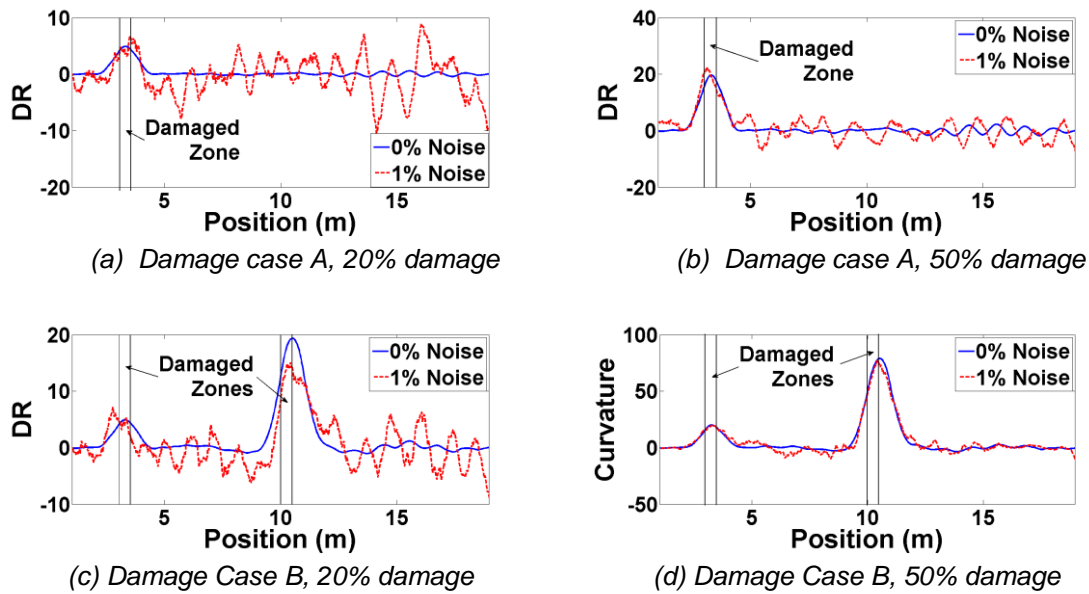 10
0
-10
-20
DR
Damaged
Zone
0% Noise
1% Noise
5
10
15
Position (m)
(a) Damage case A, 20% damage
40
20
0
-20
DR
Damaged
Zone
0% Noise
1% Noise
5
10
15
Position (m)
(b) Damage case A, 50% damage
20
10
0
-10
DR
Damaged
Zones
0% Noise
1% Noise
5
10
15
Position (m)
(c) Damage Case B, 20% damage
100
50
0
-50
Curvature
Damaged
Zones
0% Noise
1% Noise
5
10
15
Position (m)
(d) Damage Case B, 50% damage